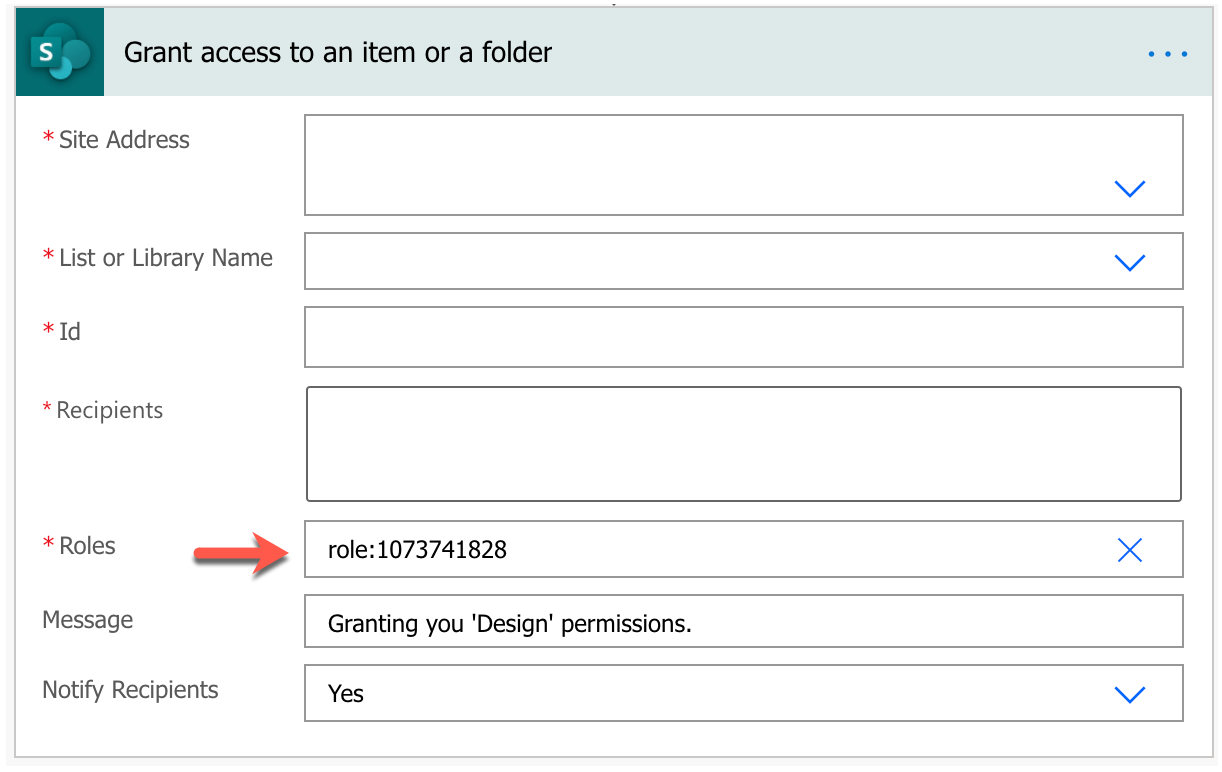 S
Grant access to an item or a folder
* Site Address
* List or Library Name
* Id
* Recipients
* Roles
role:1073741828
Message
Granting you 'Design' permissions.
Notify Recipients
Yes